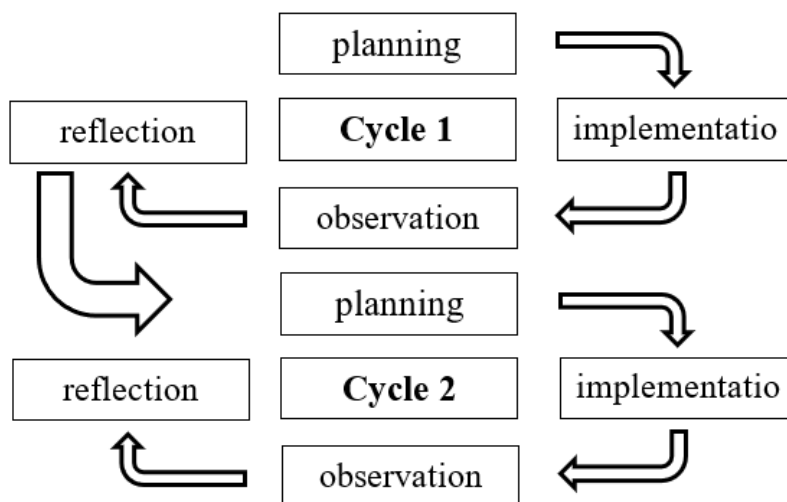 planning
reflection
Cycle 1
implementatio
observation
planning
reflection
Cycle 2
implementatio
observation